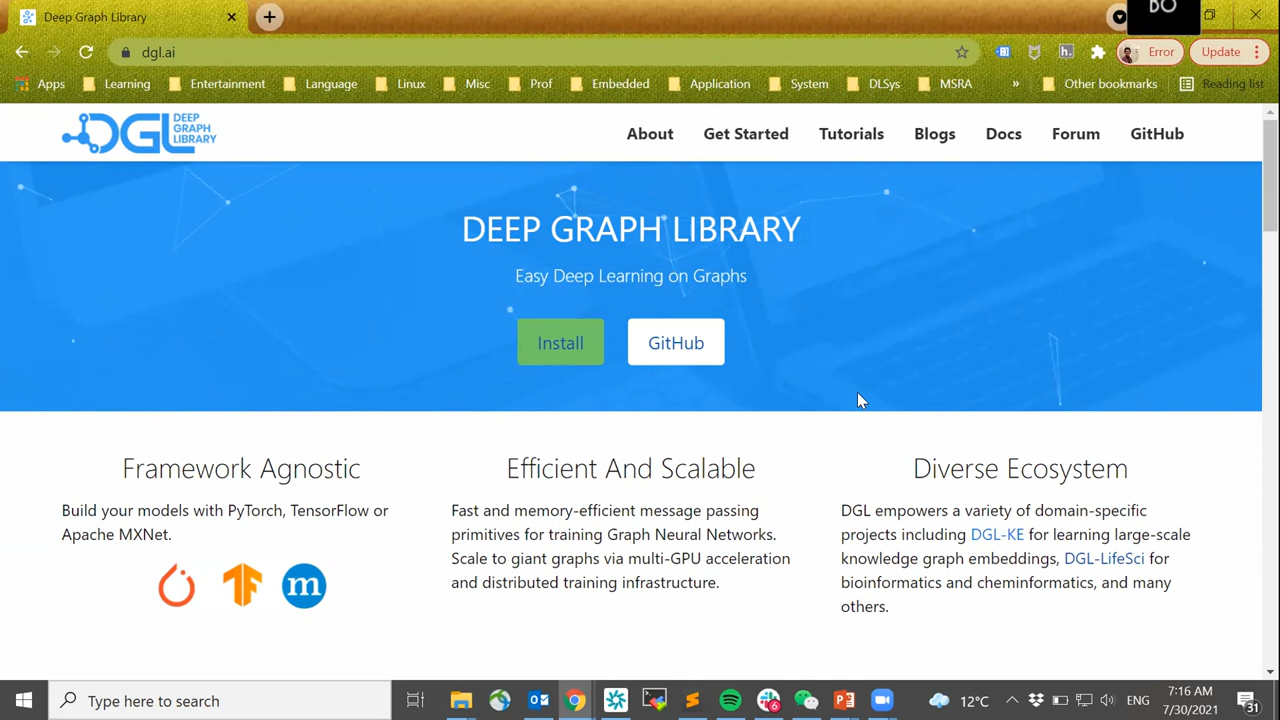 Deep Graph Library
BO
dgl.ai
Error
Update
Apps
Learning
Entertainment
Language
Linux
Misc
Prof
Embedded
Application
System
DLSys
MSRA
»
Other bookmarks
Reading list
DGL DEEP GRAPH LIBRARY
About
Get Started
Tutorials
Blogs
Docs
Forum
GitHub
DEEP GRAPH LIBRARY
Easy Deep Learning on Graphs
Install
GitHub
Framework Agnostic
Build your models with PyTorch, TensorFlow or
Apache MXNet.
m
Efficient And Scalable
Fast and memory-efficient message passing
primitives for training Graph Neural Networks.
Scale to giant graphs via multi-GPU acceleration
and distributed training infrastructure.
Diverse Ecosystem
DGL empowers a variety of domain-specific
projects including DGL-KE for learning large-scale
knowledge graph embeddings, DGL-LifeSci for
bioinformatics and cheminformatics, and many
others.
Type here to search
6
12°C
ENG
7:16 AM
7/30/2021
31